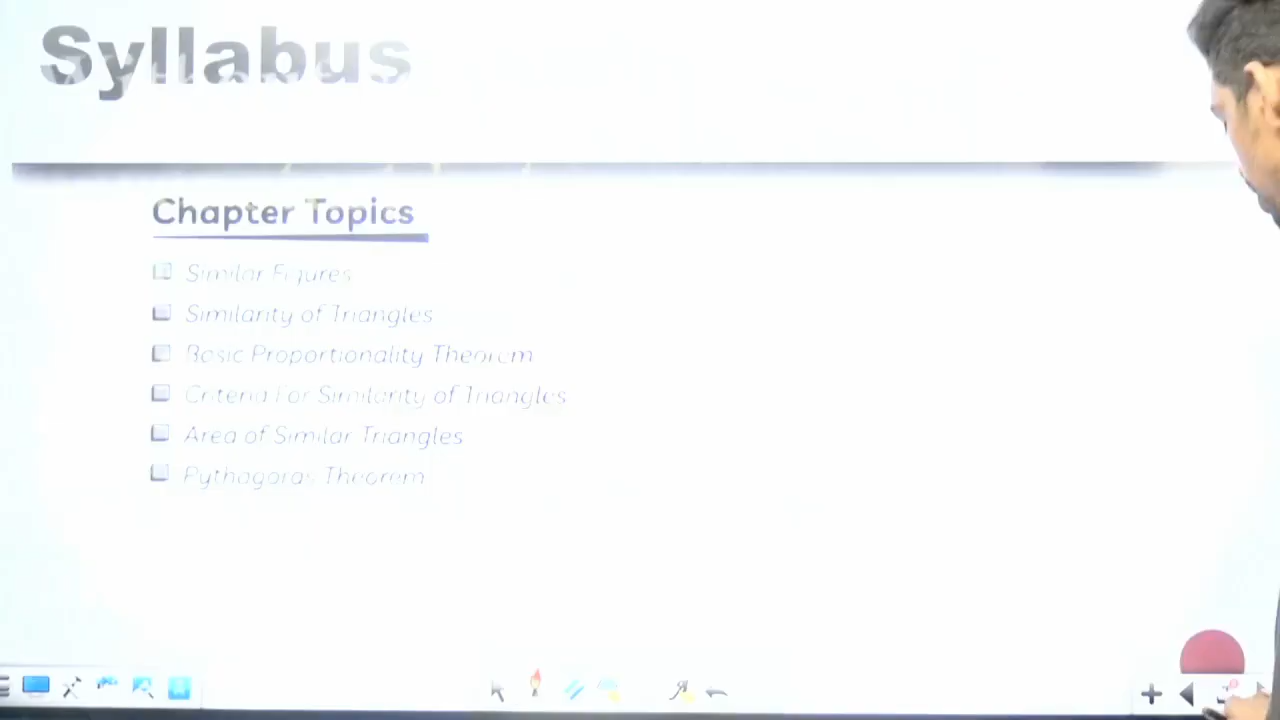 Syllabus
Chapter Topics
Similar Figures
Similarity of Triangles
Basic Proportionality Theorem
Criteria For Similarity of Triangles
Area of Similar Triangles
Pythagoras Theorem